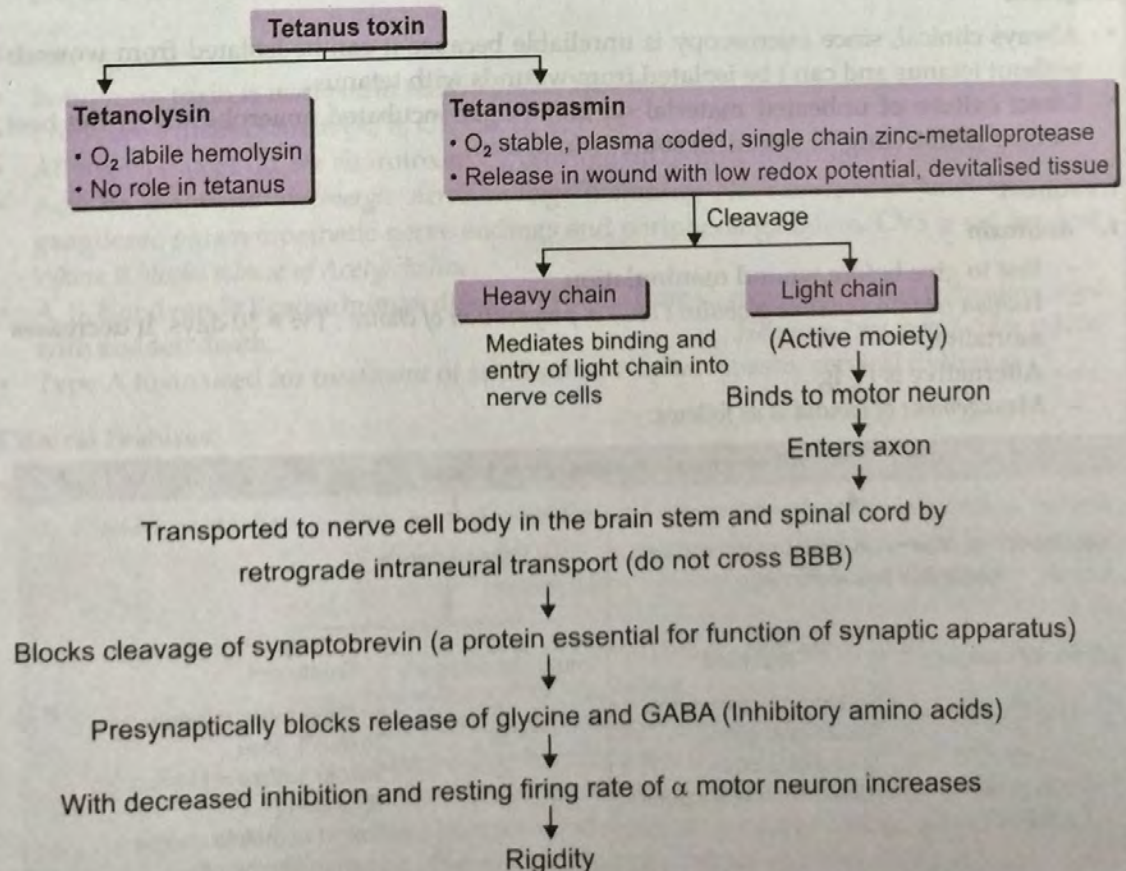 Tetanus toxin
Tetanolysin
• O2 labile hemolysin
• No role in tetanus
Tetanospasmin
• O2 stable, plasma coded, single chain zinc-metalloprotease
• Release in wound with low redox potential, devitalised tissue
Cleavage
Heavy chain
Mediates binding and
entry of light chain into
nerve cells
Light chain
(Active moiety)
Binds to motor neuron
Enters axon
Transported to nerve cell body in the brain stem and spinal cord by
retrograde intraneural transport (do not cross BBB)
Blocks cleavage of synaptobrevin (a protein essential for function of synaptic apparatus)
Presynaptically blocks release of glycine and GABA (Inhibitory amino acids)
With decreased inhibition and resting firing rate of α motor neuron increases
Rigidity